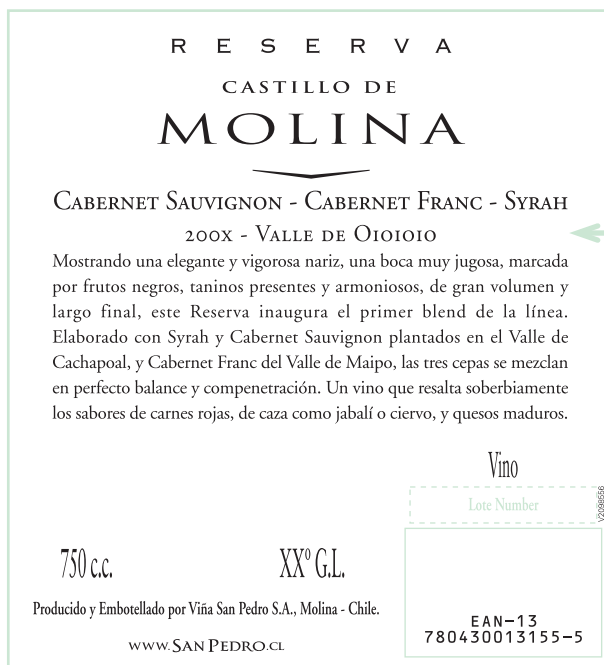 RESERVA
CASTILLO DE
MOLINA
CABERNET SAUVIGNON - CABERNET FRANC - SYRAH
200X - VALLE DE OIOIOIO
Mostrando una elegante y vigorosa nariz, una boca muy jugosa, marcada
por frutos negros, taninos presentes y armoniosos, de gran volumen y
largo final, este Reserva inaugura el primer blend de la línea.
Elaborado con Syrah y Cabernet Sauvignon plantados en el Valle de
Cachapoal, y Cabernet Franc del Valle de Maipo, las tres cepas se mezclan
en perfecto balance y compenetración. Un vino que resalta soberbiamente
los sabores de carnes rojas, de caza como jabalí o ciervo, y quesos maduros.
Vino
Lote Number
V2098556
750 c.c.
XXº G.L.
Producido y Embotellado por Viña San Pedro S.A., Molina - Chile.
WWW.SAN PEDRO.CL
EAN-13
780430013155-5